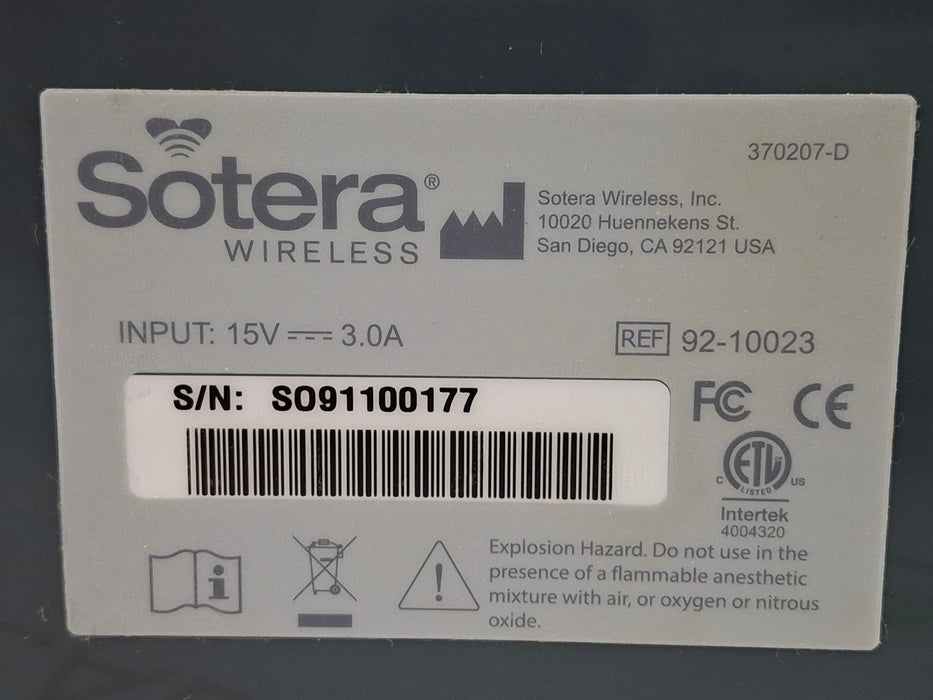 Sotera®
WIRELESS
370207-D
Sotera Wireless, Inc.
10020 Huennekens St.
San Diego, CA 92121 USA
INPUT: 15V ⎓ 3.0A
REF 92-10023
S/N: SO91100177
FC CE
ETL CM
C LISTED US
Intertek
4004320
i
!
Explosion Hazard. Do not use in the
presence of a flammable anesthetic
mixture with air, or oxygen or nitrous
oxide.